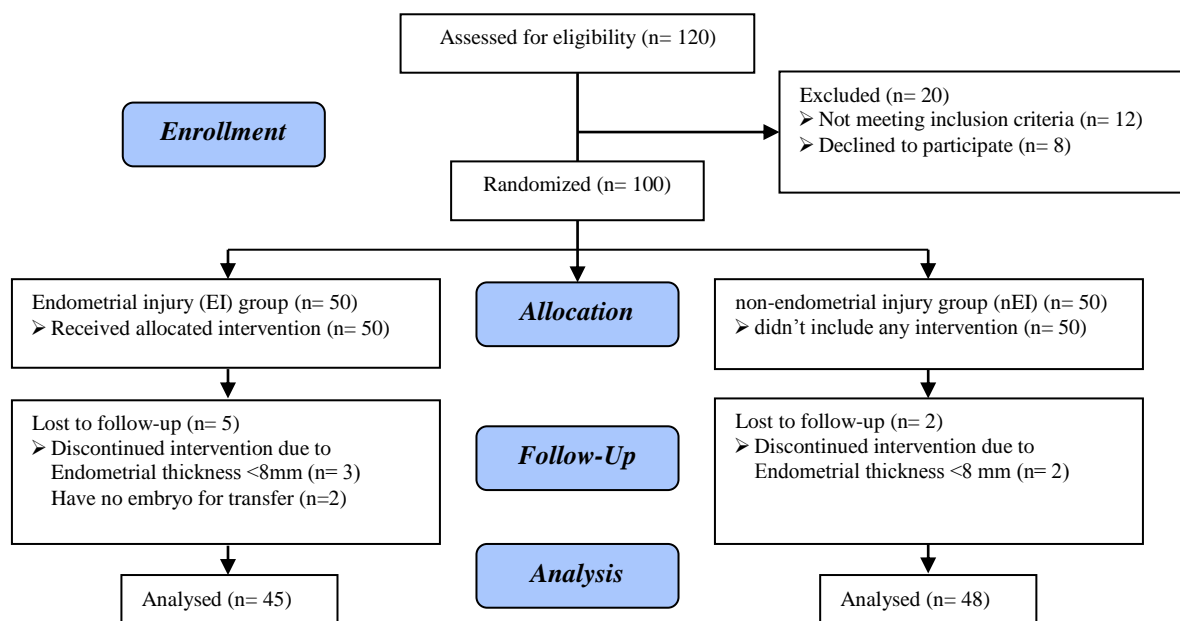 Assessed for eligibility (n= 120)
Excluded (n= 20)
➢ Not meeting inclusion criteria (n= 12)
➢ Declined to participate (n= 8)
Enrollment
Randomized (n= 100)
Endometrial injury (EI) group (n= 50)
➢ Received allocated intervention (n= 50)
Allocation
non-endometrial injury group (nEI) (n= 50)
➢ didn’t include any intervention (n= 50)
Lost to follow-up (n= 5)
➢ Discontinued intervention due to
Endometrial thickness <8mm (n= 3)
Have no embryo for transfer (n=2)
Follow-Up
Lost to follow-up (n= 2)
➢ Discontinued intervention due to
Endometrial thickness <8 mm (n= 2)
Analysis
Analysed (n= 45)
Analysed (n= 48)